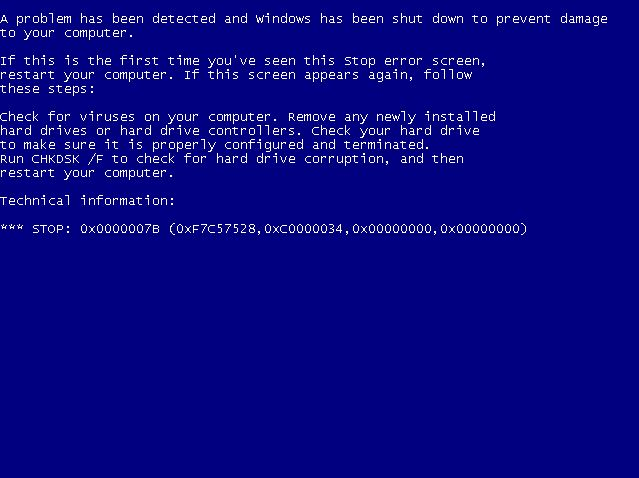 A problem has been detected and Windows has been shut down to prevent damage
to your computer.
If this is the first time you've seen this Stop error screen,
restart your computer. If this screen appears again, follow
these steps:
Check for viruses on your computer. Remove any newly installed
hard drives or hard drive controllers. Check your hard drive
to make sure it is properly configured and terminated.
Run CHKDSK /F to check for hard drive corruption, and then
restart your computer.
Technical information:
*** STOP: 0x0000007B (0xF7C57528,0xC0000034,0x00000000,0x00000000)